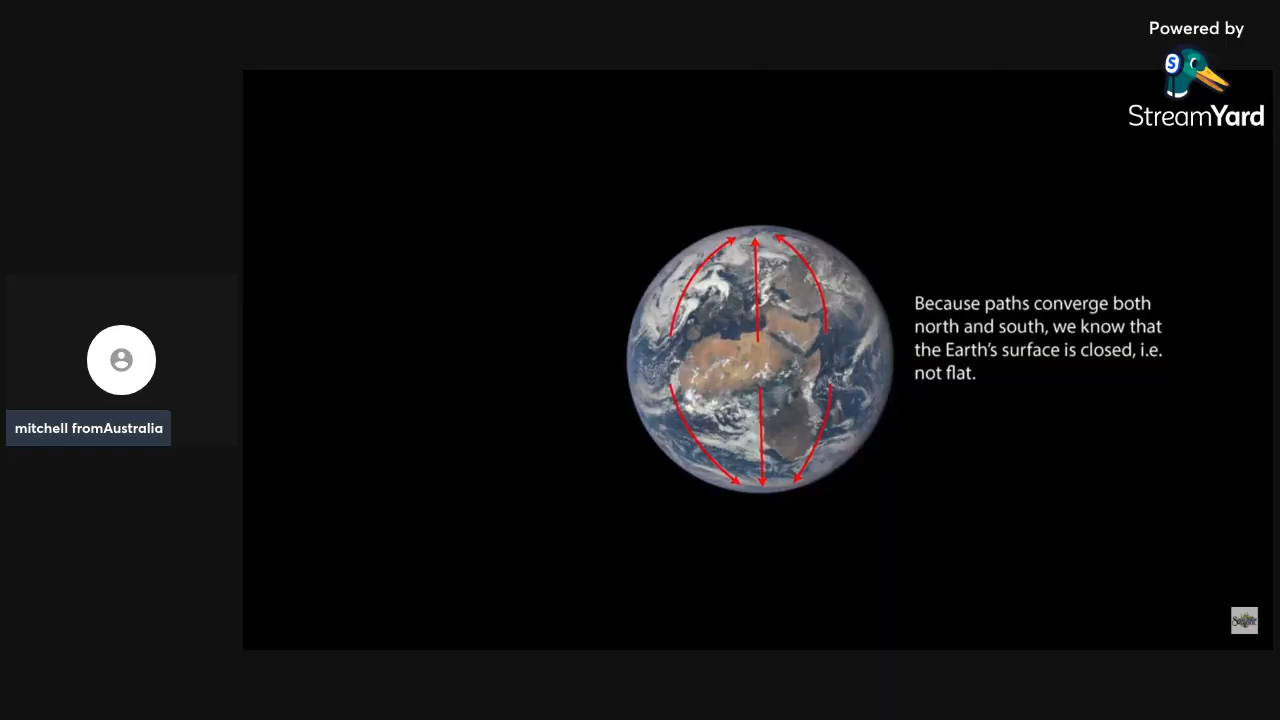 Powered by
S
StreamYard
Because paths converge both
north and south, we know that
the Earth's surface is closed, i.e.
not flat.
mitchell fromAustralia